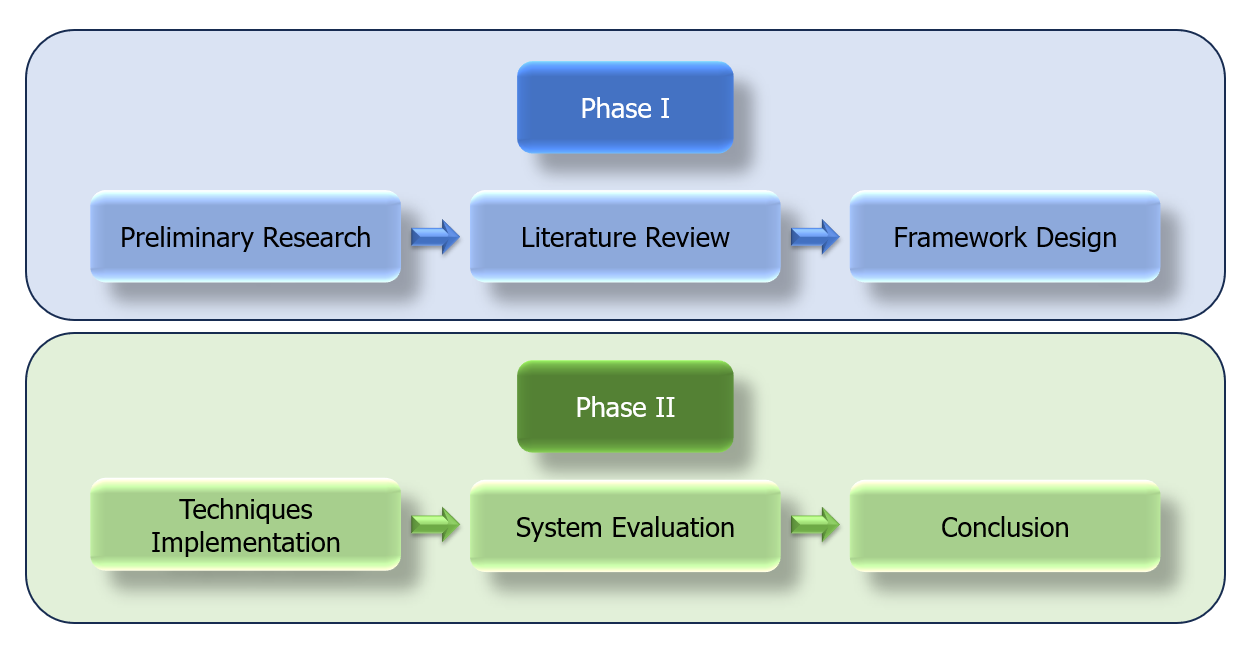 Phase I
Preliminary Research
Literature Review
Framework Design
Phase II
Techniques
Implementation
System Evaluation
Conclusion